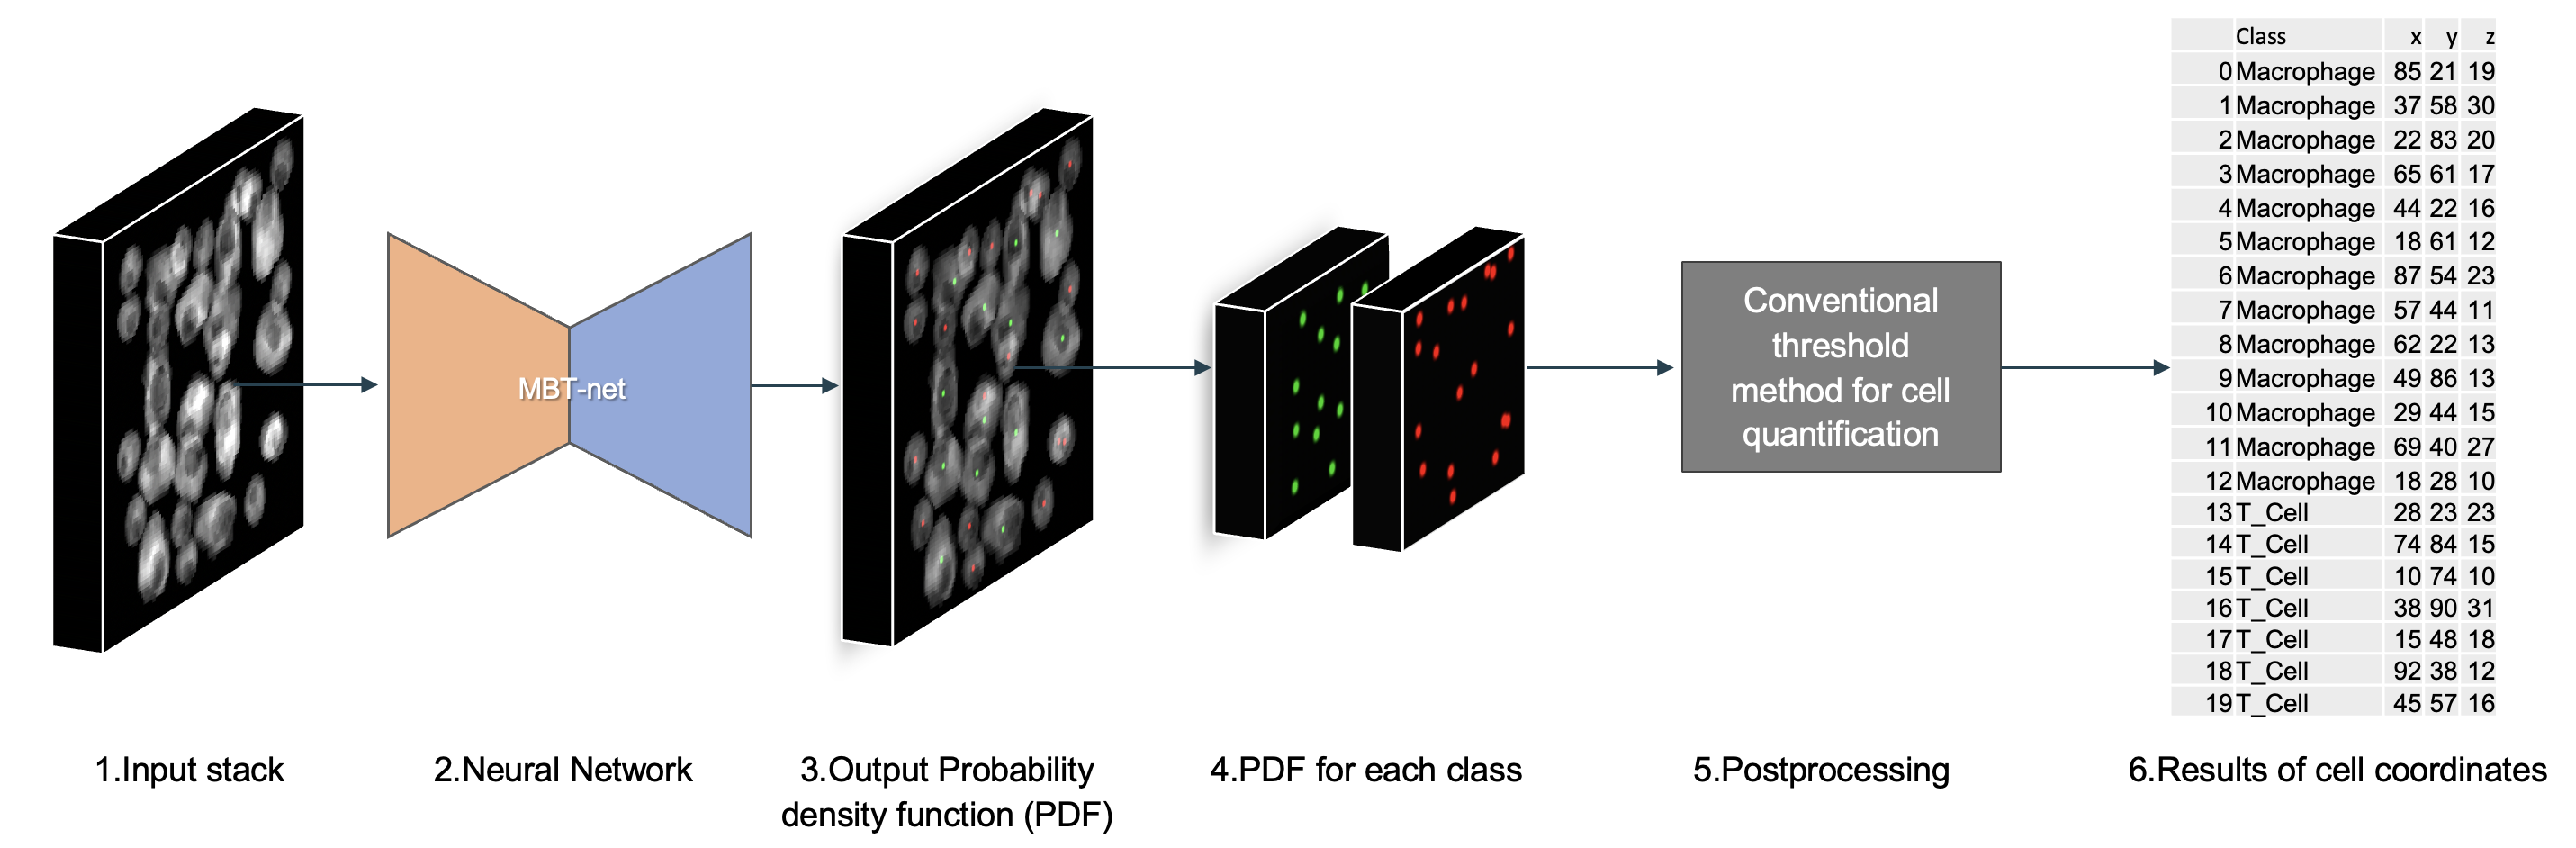 Class x y z
0 Macrophage 85 21 19
1 Macrophage 37 58 30
2 Macrophage 22 83 20
3 Macrophage 65 61 17
4 Macrophage 44 22 16
5 Macrophage 18 61 12
6 Macrophage 87 54 23
7 Macrophage 57 44 11
8 Macrophage 62 22 13
9 Macrophage 49 86 13
10 Macrophage 29 44 15
11 Macrophage 69 40 27
12 Macrophage 18 28 10
13 T_Cell 28 23 23
14 T_Cell 74 84 15
15 T_Cell 10 74 10
16 T_Cell 38 90 31
17 T_Cell 15 48 18
18 T_Cell 92 38 12
19 T_Cell 45 57 16
MBT-net
Conventional
threshold
method for cell
quantification
1.Input stack
2.Neural Network
3.Output Probability
density function (PDF)
4.PDF for each class
5.Postprocessing
6.Results of cell coordinates